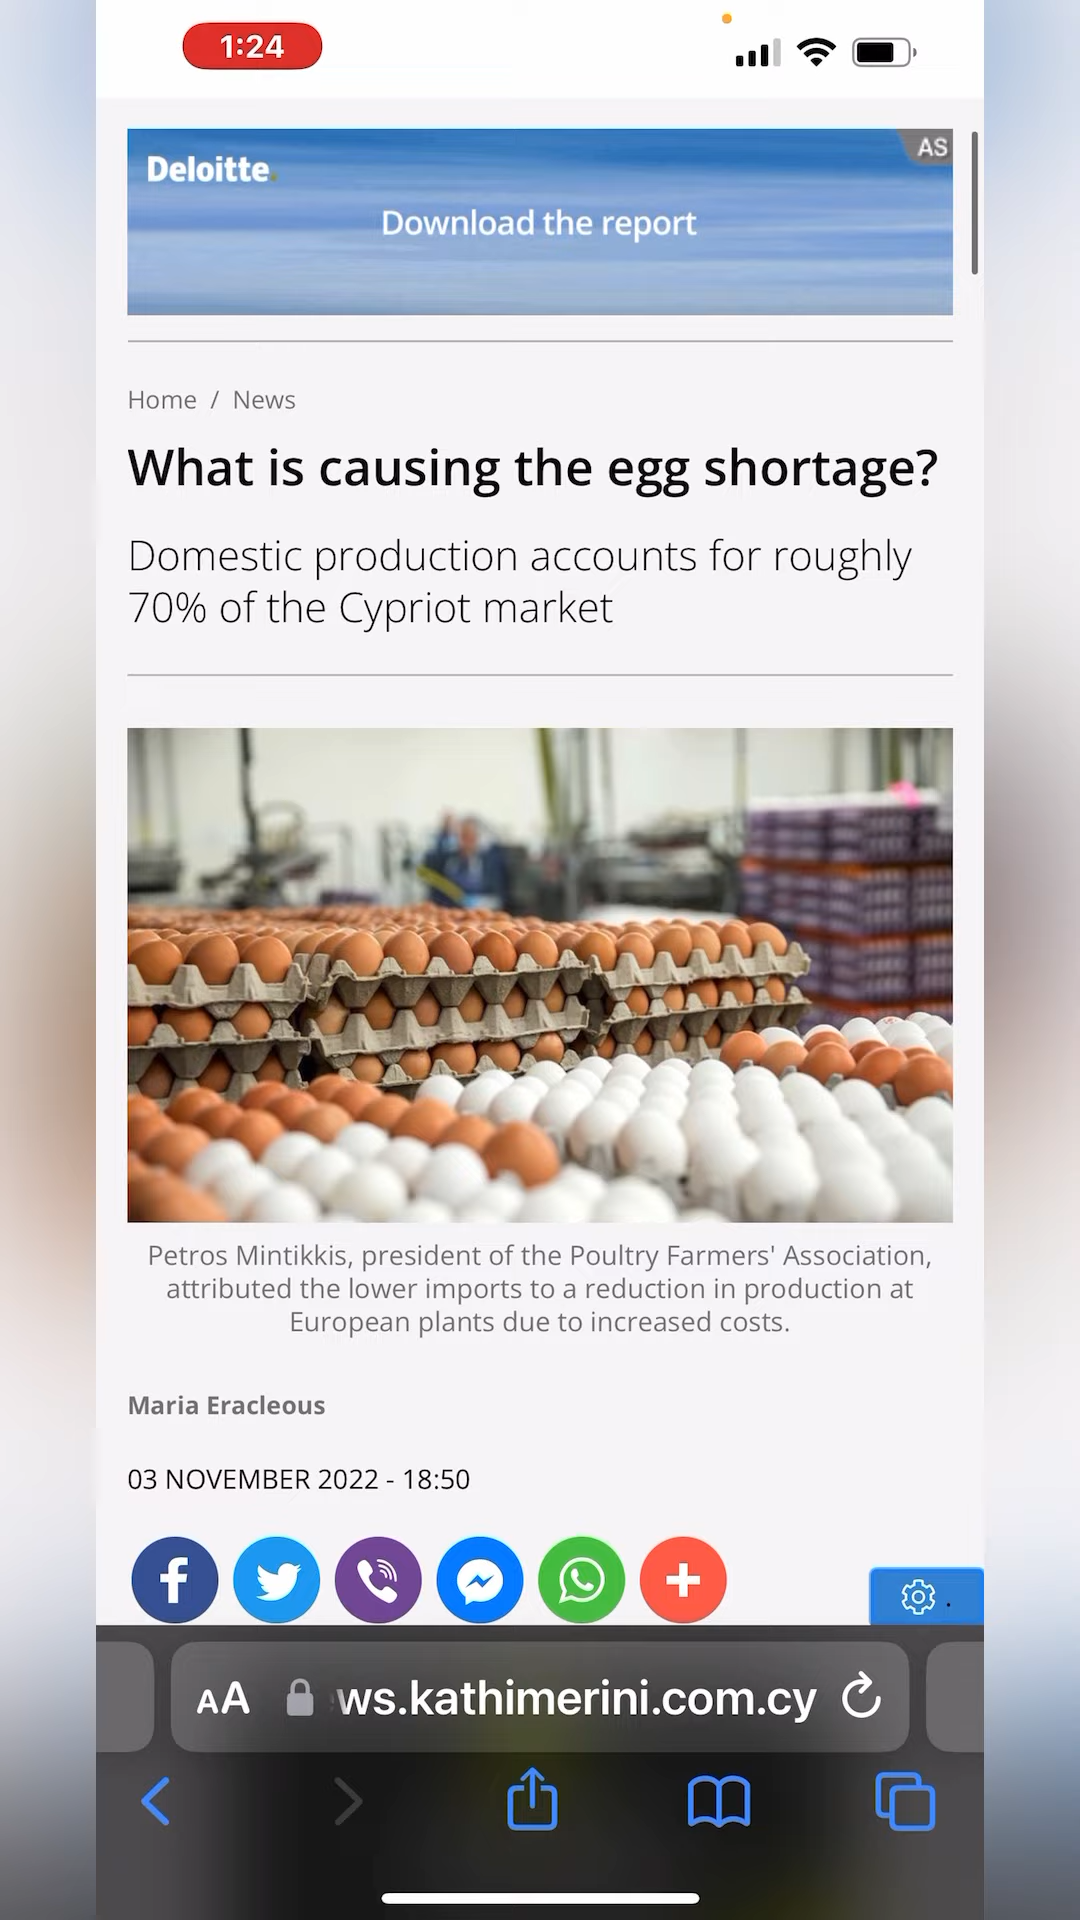 1:24
Deloitte.
AS
Download the report
Home / News
What is causing the egg shortage?
Domestic production accounts for roughly
70% of the Cypriot market
Petros Mintikkis, president of the Poultry Farmers' Association,
attributed the lower imports to a reduction in production at
European plants due to increased costs.
Maria Eracleous
03 NOVEMBER 2022 - 18:50
AA ws.kathimerini.com.cy